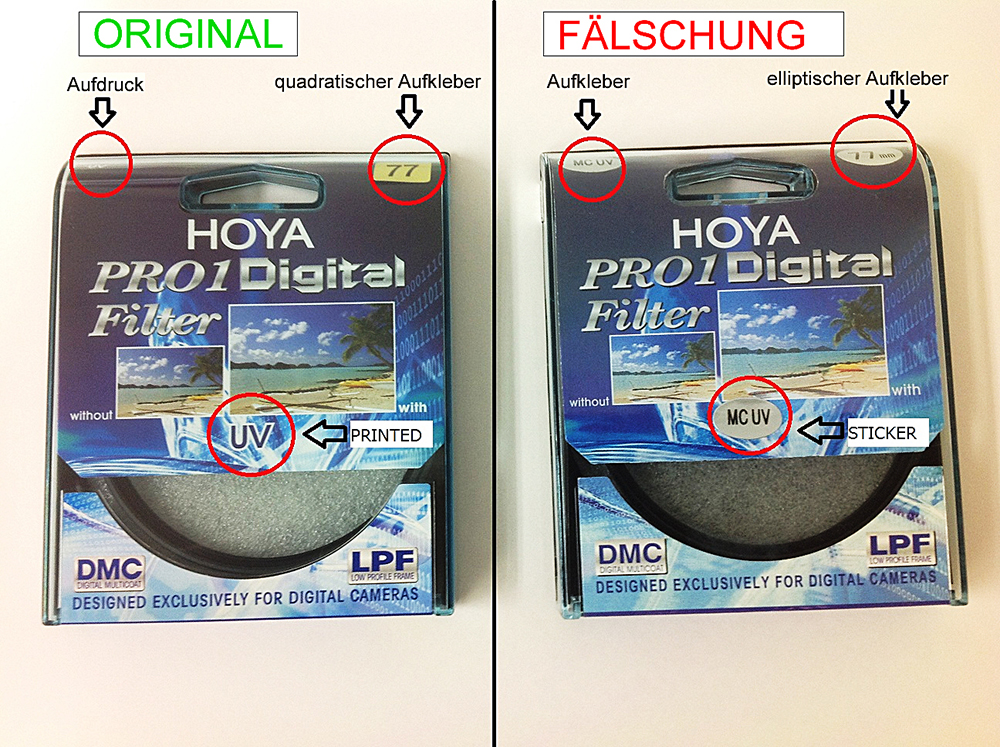 ORIGINAL
Aufdruck
quadratischer Aufkleber
77
HOYA
PRO1 Digital
Filter
without
with
UV
PRINTED
DMC
DIGITAL MULTICOAT
LPF
LOW PROFILE FRAME
DESIGNED EXCLUSIVELY FOR DIGITAL CAMERAS
FÄLSCHUNG
Aufkleber
elliptischer Aufkleber
MC UV
77 mm
HOYA
PRO1 Digital
Filter
without
with
MC UV
STICKER
DMC
DIGITAL MULTICOAT
LPF
LOW PROFILE FRAME
DESIGNED EXCLUSIVELY FOR DIGITAL CAMERAS